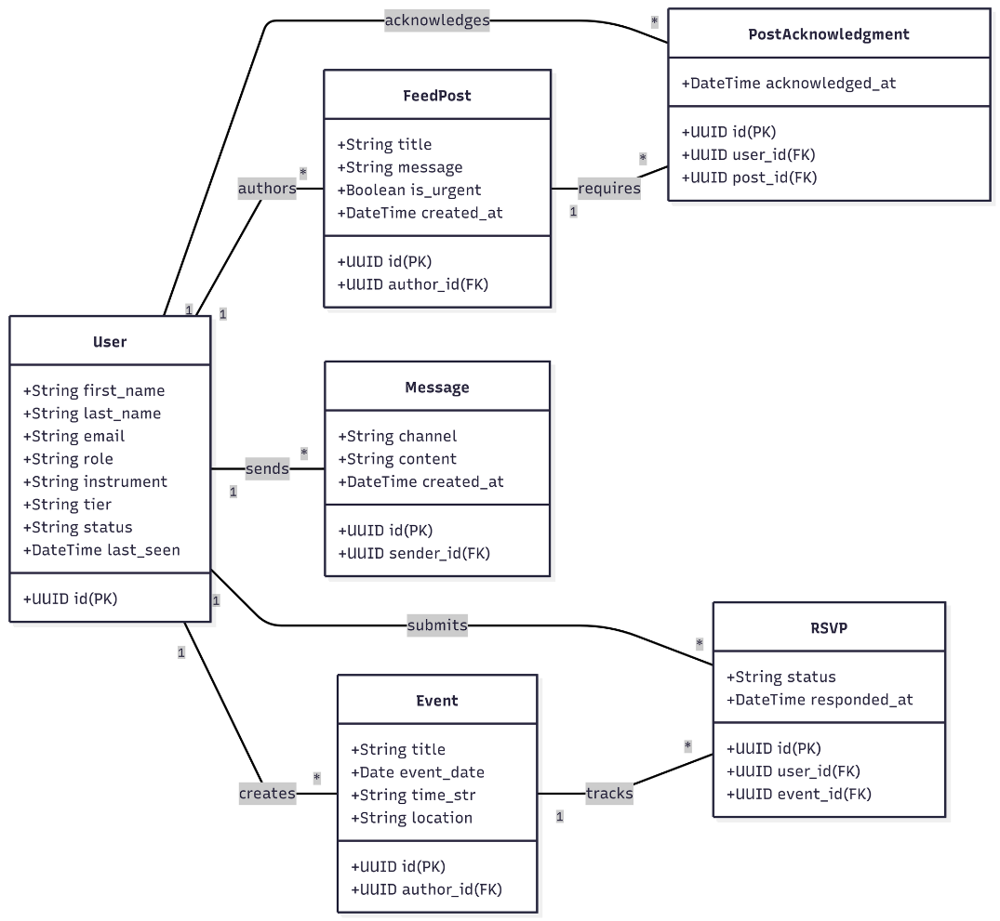 acknowledges
*
PostAcknowledgment
+DateTime acknowledged_at
+UUID id(PK)
+UUID user_id(FK)
+UUID post_id(FK)
FeedPost
+String title
+String message
+Boolean is_urgent
+DateTime created_at
+UUID id(PK)
+UUID author_id(FK)
authors
*
requires
*
1
1
1
User
+String first_name
+String last_name
+String email
+String role
+String instrument
+String tier
+String status
+DateTime last_seen
+UUID id(PK)
Message
+String channel
+String content
+DateTime created_at
+UUID id(PK)
+UUID sender_id(FK)
sends
*
1
1
submits
*
RSVP
+String status
+DateTime responded_at
+UUID id(PK)
+UUID user_id(FK)
+UUID event_id(FK)
1
Event
+String title
+Date event_date
+String time_str
+String location
+UUID id(PK)
+UUID author_id(FK)
creates
*
tracks
*
1